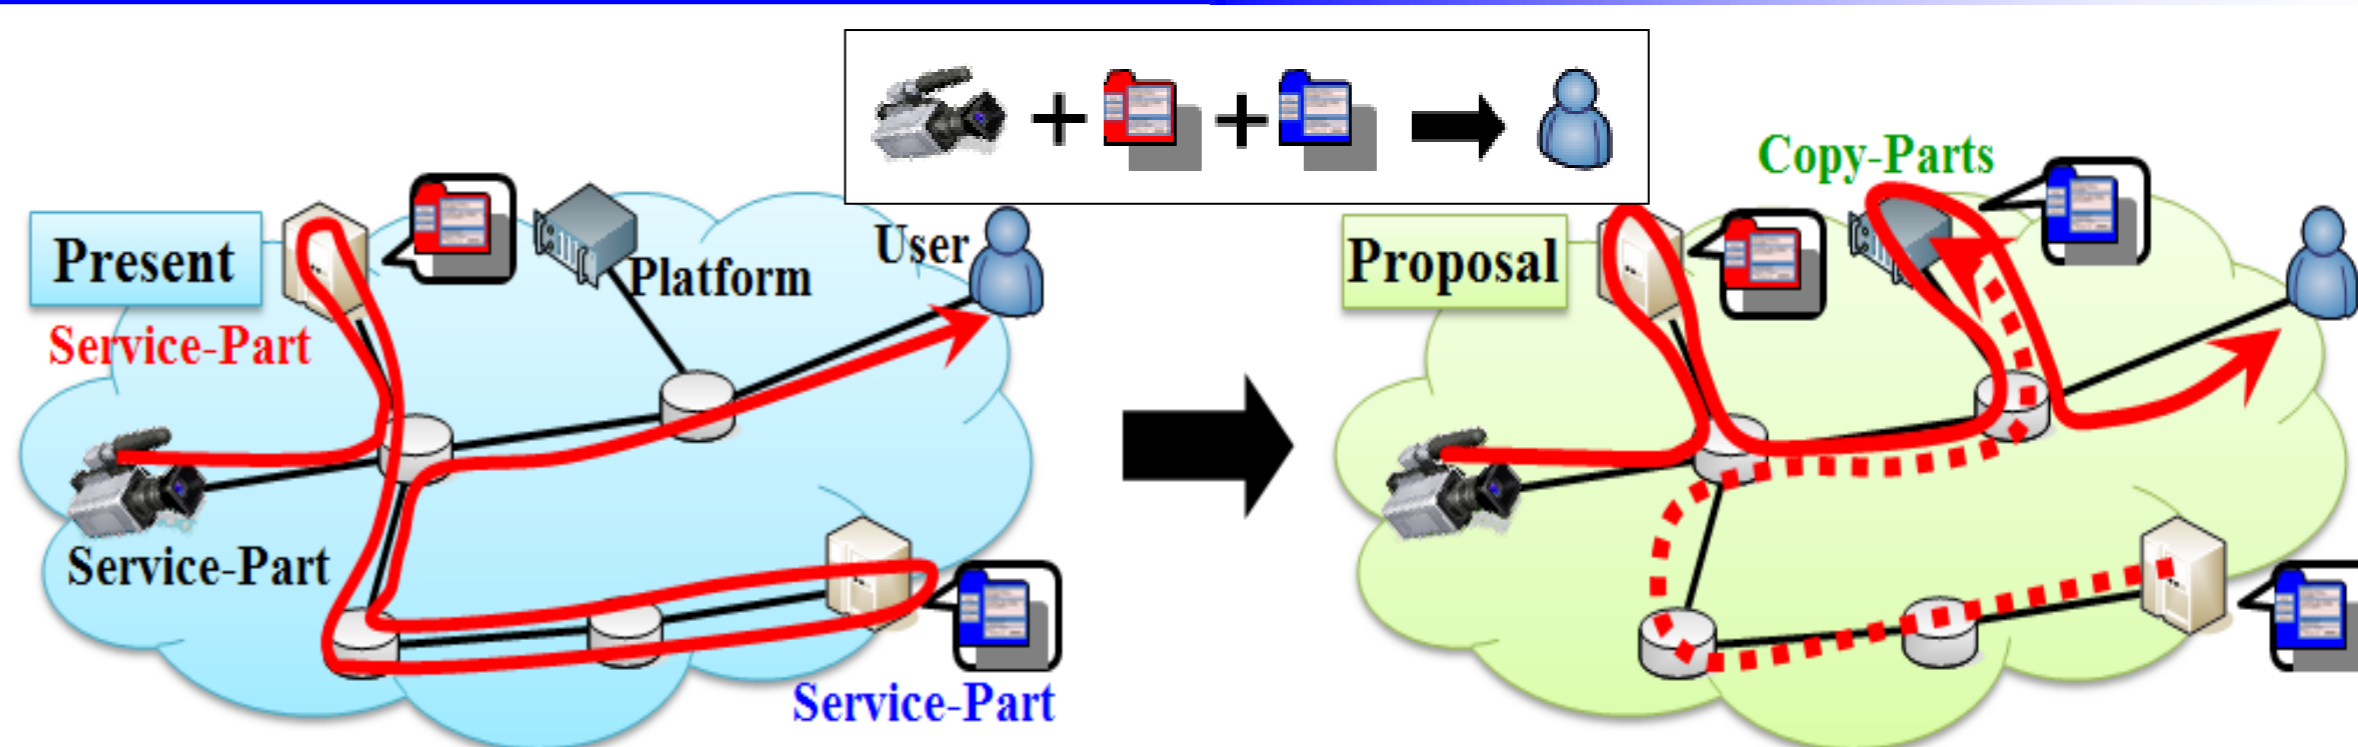 Present
Service-Part
Platform
User
Service-Part
Service-Part
+
+
Proposal
Copy-Parts